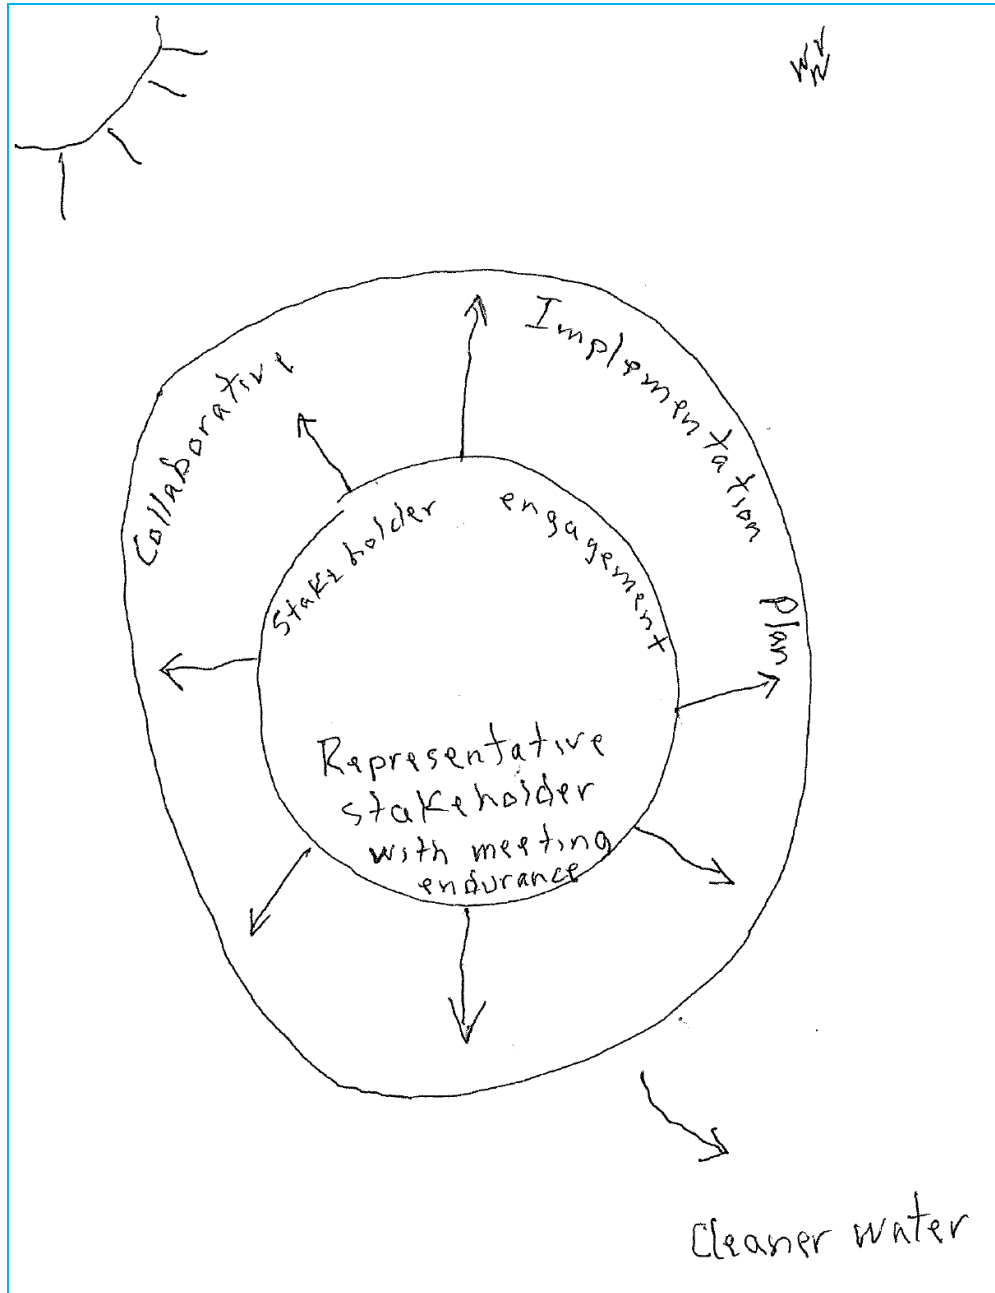 Collaborative Implementation Plan
Stakeholder engagement
Representative
stakeholder
with meeting
endurance
Cleaner water